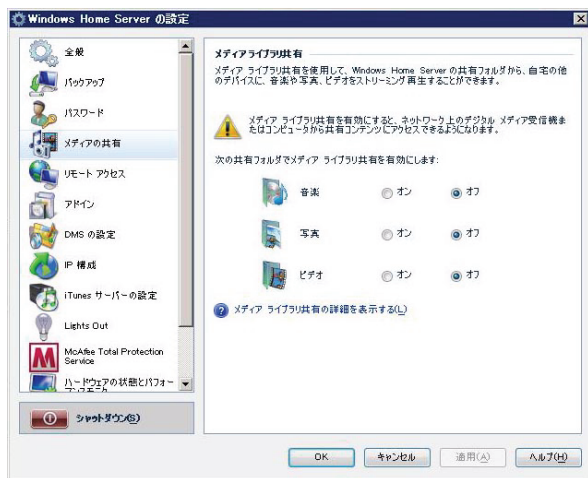 Windows Home Server の設定
全般
バックアップ
パスワード
メディアの共有
リモート アクセス
アドイン
DMS の設定
IP 構成
iTunes サーバーの設定
Lights Out
McAfee Total Protection
Service
ハードウェアの状態とパフォー
マンスモニタ
シャットダウン(S)
メディアライブラリ共有
メディア ライブラリ共有を使用して、Windows Home Server の共有フォルダから、自宅の他
のデバイスに、音楽や写真、ビデオをストリーミング再生することができます。
メディア ライブラリ共有を有効にすると、ネットワーク上のデジタル メディア受信機ま
たはコンピュータから共有コンテンツにアクセスできるようになります。
次の共有フォルダでメディア ライブラリ共有を有効にします:
音楽 オン オフ
写真 オン オフ
ビデオ オン オフ
メディア ライブラリ共有の詳細を表示する(L)
OK キャンセル 適用(A) ヘルプ(H)